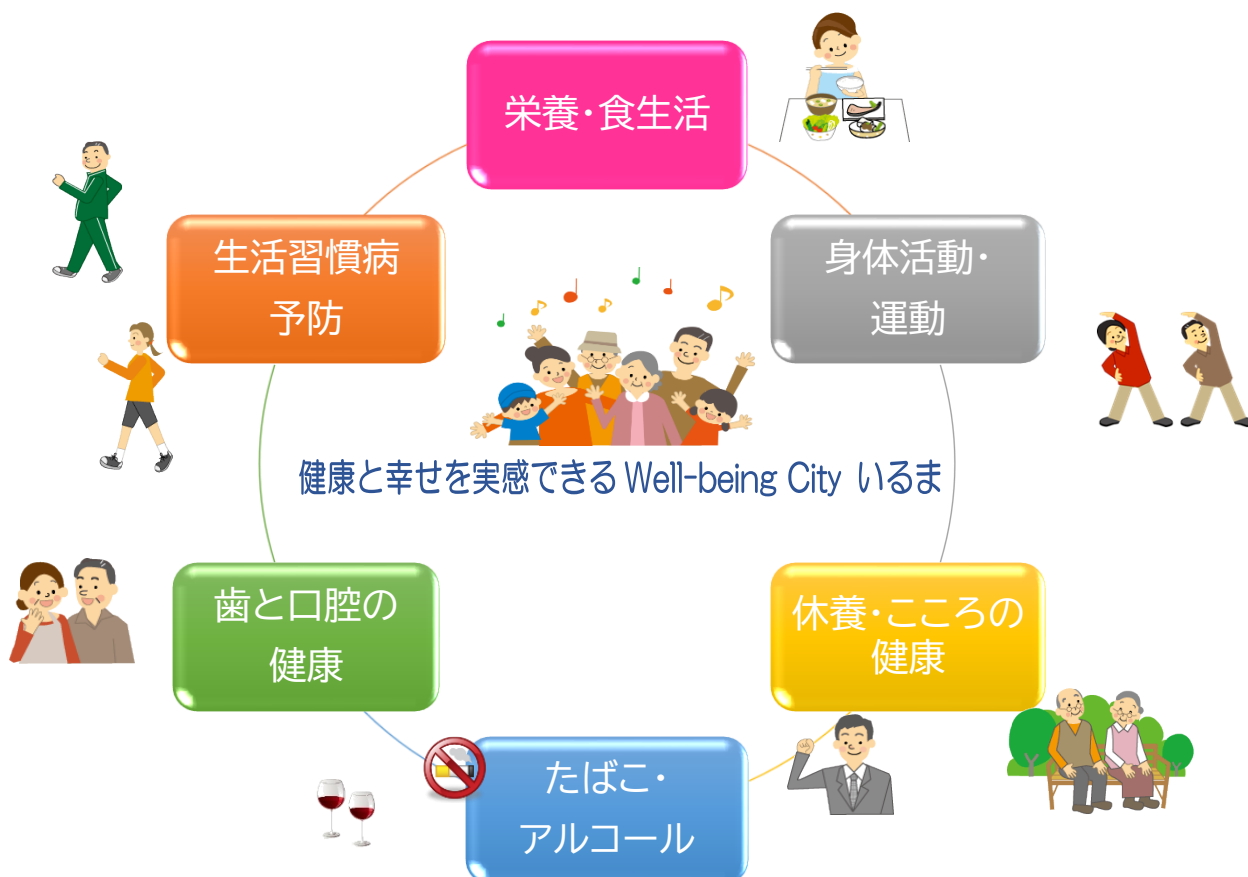 栄養・食生活
生活習慣病
予防
身体活動・
運動
健康と幸せを実感できる Well-being City いるま
歯と口腔の
健康
休養・こころの
健康
たばこ・
アルコール